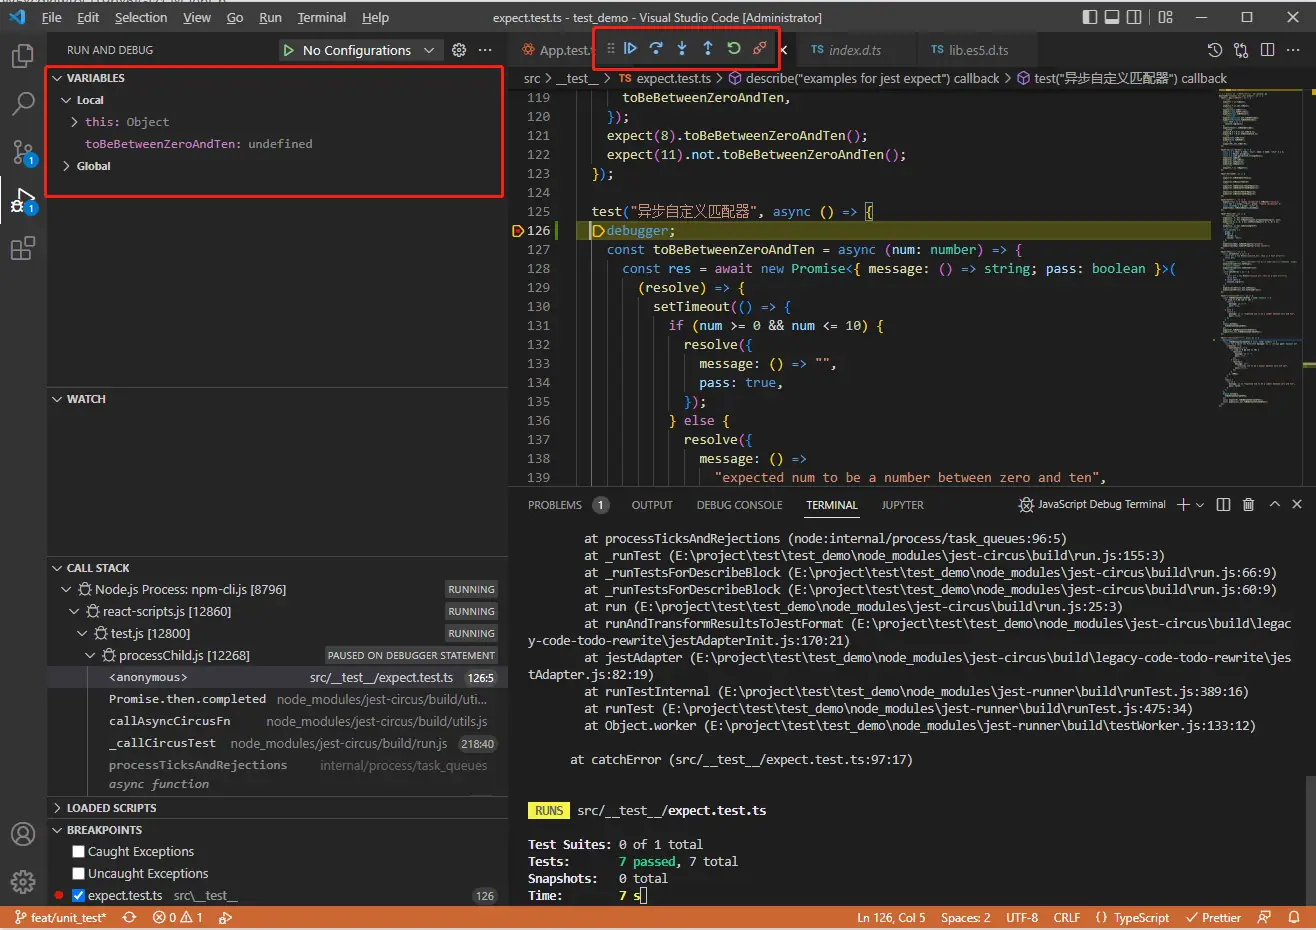 File Edit Selection View Go Run Terminal Help
expect.test.ts - test_demo - Visual Studio Code [Administrator]
RUN AND DEBUG
No Configurations
App.test.
index.d.ts
TS lib.es5.d.ts
TS
src > __test__ > TS expect.test.ts > describe("examples for jest expect") callback > test("异步自定义匹配器") callback
VARIABLES
Local
this: Object
toBeBetweenZeroAndTen: undefined
Global
119 toBeBetweenZeroAndTen,
120 });
121 expect(8).toBeBetweenZeroAndTen();
122 expect(11).not.toBeBetweenZeroAndTen();
123 });
124
125 test("异步自定义匹配器", async () => {
126 debugger;
127 const toBeBetweenZeroAndTen = async (num: number) => {
128 const res = await new Promise<{ message: () => string; pass: boolean }>(
129 (resolve) => {
130 setTimeout(() => {
131 if (num >= 0 && num <= 10) {
132 resolve({
133 message: () => "",
134 pass: true,
135 });
136 } else {
137 resolve({
138 message: () =>
139 "expected num to be a number between zero and ten",
WATCH
CALL STACK
Node.js Process: npm-cli.js [8796] RUNNING
react-scripts.js [12860] RUNNING
test.js [12800] RUNNING
processChild.js [12268] PAUSED ON DEBUGGER STATEMENT
<anonymous> src/__test__/expect.test.ts 126:5
Promise.then.completed node_modules/jest-circus/build/uti...
callAsyncCircusFn node_modules/jest-circus/build/utils.js
_callCircusTest node_modules/jest-circus/build/run.js 218:40
processTicksAndRejections internal/process/task_queues
async function
LOADED SCRIPTS
BREAKPOINTS
Caught Exceptions
Uncaught Exceptions
expect.test.ts src\__test__ 126
PROBLEMS 1 OUTPUT DEBUG CONSOLE TERMINAL JUPYTER
JavaScript Debug Terminal
at processTicksAndRejections (node:internal/process/task_queues:96:5)
at _runTest (E:\project\test\test_demo\node_modules\jest-circus\build\run.js:155:3)
at _runTestsForDescribeBlock (E:\project\test\test_demo\node_modules\jest-circus\build\run.js:66:9)
at _runTestsForDescribeBlock (E:\project\test\test_demo\node_modules\jest-circus\build\run.js:60:9)
at run (E:\project\test\test_demo\node_modules\jest-circus\build\run.js:25:3)
at runAndTransformResultsToJestFormat (E:\project\test\test_demo\node_modules\jest-circus\build\legac
y-code-todo-rewrite\jestAdapterInit.js:170:21)
at jestAdapter (E:\project\test\test_demo\node_modules\jest-circus\build\legacy-code-todo-rewrite\jes
tAdapter.js:82:19)
at runTestInternal (E:\project\test\test_demo\node_modules\jest-runner\build\runTest.js:389:16)
at runTest (E:\project\test\test_demo\node_modules\jest-runner\build\runTest.js:475:34)
at Object.worker (E:\project\test\test_demo\node_modules\jest-runner\build\testWorker.js:133:12)
at catchError (src/__test__/expect.test.ts:97:17)
RUNS src/__test__/expect.test.ts
Test Suites: 0 of 1 total
Tests: 7 passed, 7 total
Snapshots: 0 total
Time: 7 s
1
1
feat/unit_test* 0 1
Ln 126, Col 5 Spaces: 2 UTF-8 CRLF {} TypeScript Prettier